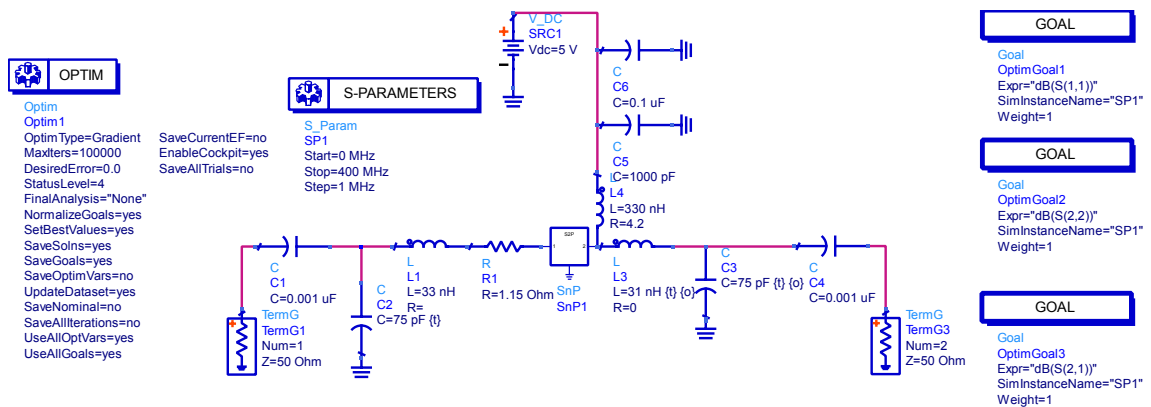 OPTIM
Optim
Optim1
OptimType=Gradient
MaxIters=100000
DesiredError=0.0
StatusLevel=4
FinalAnalysis="None"
NormalizeGoals=yes
SetBestValues=yes
SaveSolns=yes
SaveGoals=yes
SaveOptimVars=no
UpdateDataset=yes
SaveNominal=no
SaveAllIterations=no
UseAllOptVars=yes
UseAllGoals=yes
SaveCurrentEF=no
EnableCockpit=yes
SaveAllTrials=no
S-PARAMETERS
S_Param
SP1
Start=0 MHz
Stop=400 MHz
Step=1 MHz
+
V_DC
SRC1
Vdc=5 V
-
C
C6
C=0.1 uF
C
C5
C=1000 pF
L
L4
L=330 nH
R=4.2
C
C1
C=0.001 uF
TermG
TermG1
Num=1
Z=50 Ohm
C
C2
C=75 pF {t}
L
L1
L=33 nH
R=
R
R1
R=1.15 Ohm
S2P
1
2
SnP
SnP1
L
L3
L=31 nH {t} {o}
R=0
C
C3
C=75 pF {t} {o}
C
C4
C=0.001 uF
TermG
TermG3
Num=2
Z=50 Ohm
GOAL
Goal
OptimGoal1
Expr="dB(S(1,1))"
SimInstanceName="SP1"
Weight=1
GOAL
Goal
OptimGoal2
Expr="dB(S(2,2))"
SimInstanceName="SP1"
Weight=1
GOAL
Goal
OptimGoal3
Expr="dB(S(2,1))"
SimInstanceName="SP1"
Weight=1